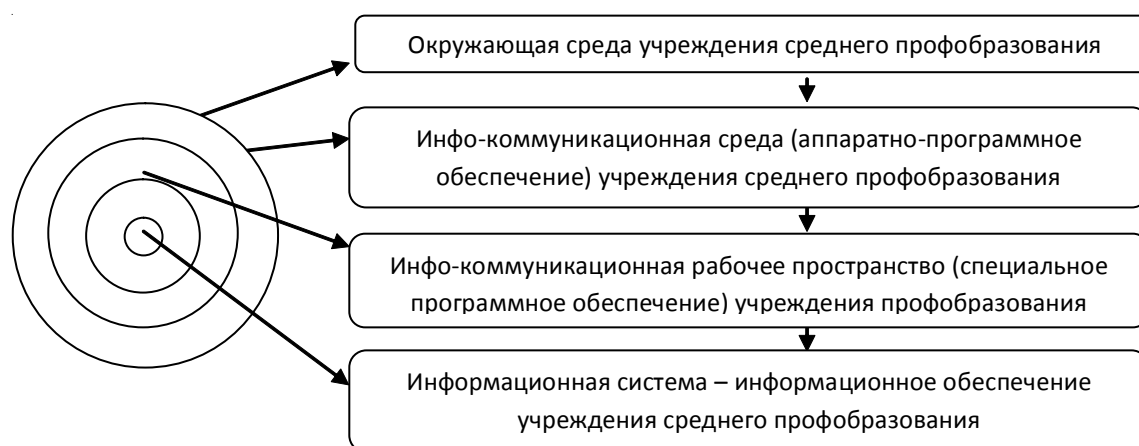 Окружающая среда учреждения среднего профобразования
Инфо-коммуникационная среда (аппаратно-программное
обеспечение) учреждения среднего профобразования
Инфо-коммуникационная рабочее пространство (специальное
программное обеспечение) учреждения профобразования
Информационная система – информационное обеспечение
учреждения среднего профобразования